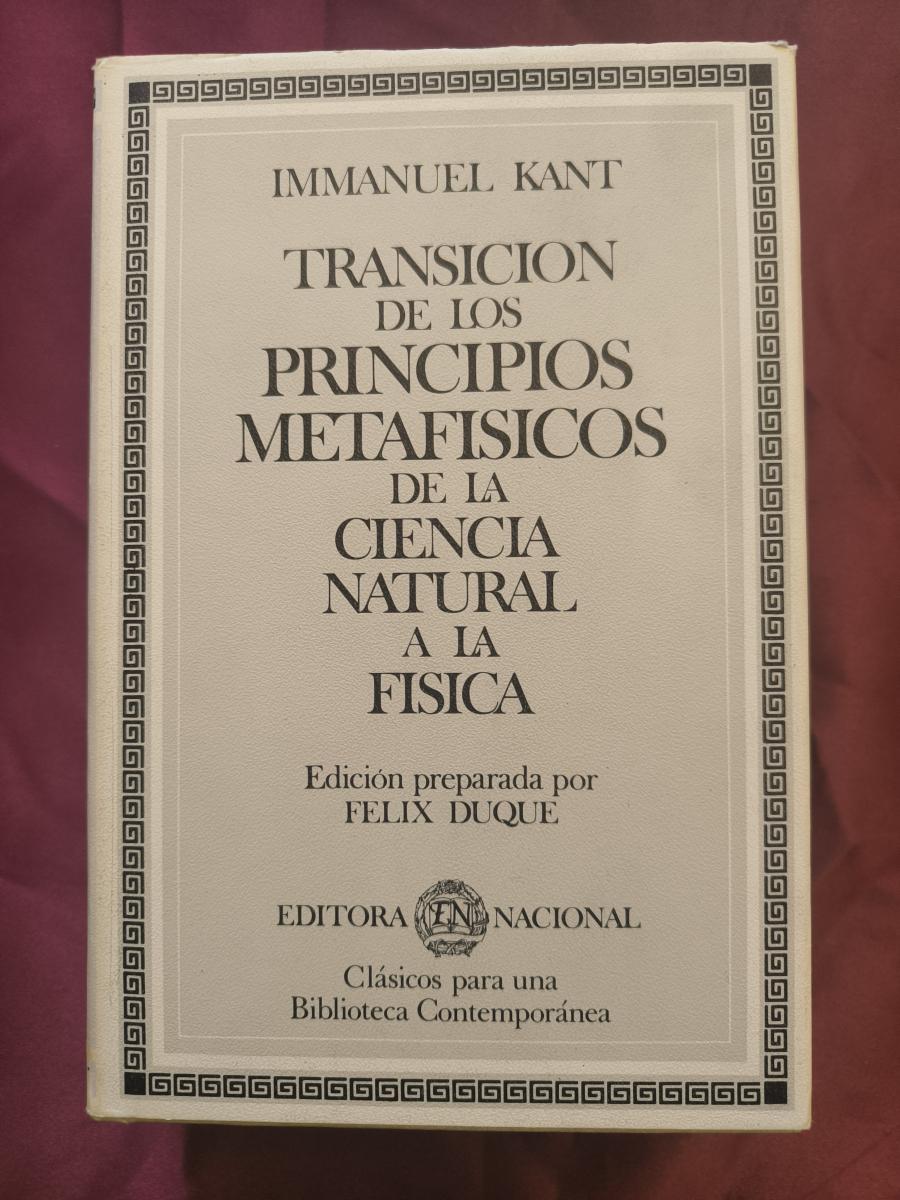 IMMANUEL KANT
TRANSICION
DE LOS
PRINCIPIOS
METAFISICOS
DE LA
CIENCIA
NATURAL
A LA
FISICA
Edición preparada por
FELIX DUQUE
EDITORA EN NACIONAL
Clásicos para una
Biblioteca Contemporánea